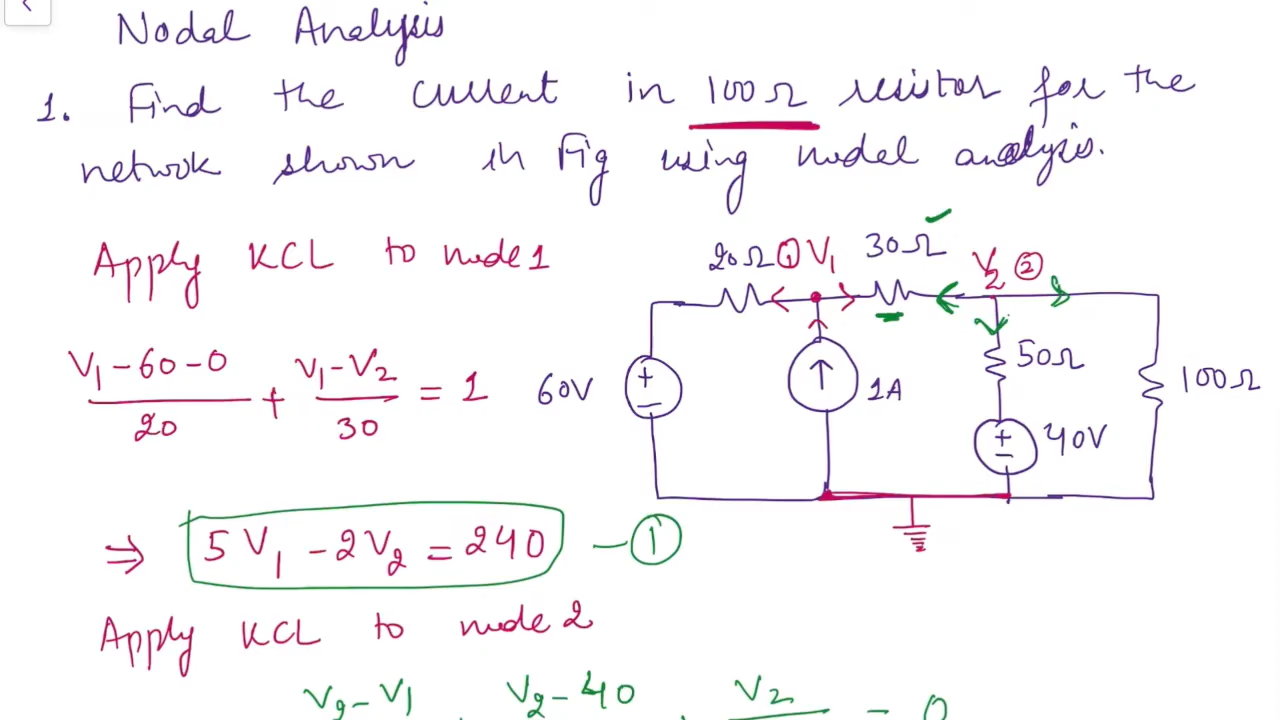 Nodal Analysis
1. Find the current in 100Ω resistor for the
network shown in Fig using nodal analysis.
Apply KCL to node 1
20Ω ① V₁ 30Ω ✓ V₂ ②
(V₁ - 60 - 0)/20 + (V₁ - V₂)/30 = 1
60V + - ↑ 1A 50Ω 100Ω
+ - 40V
⇒ 5V₁ - 2V₂ = 240 — ①
Apply KCL to node 2
V₂ - V₁ + V₂ - 40 + V₂ = 0